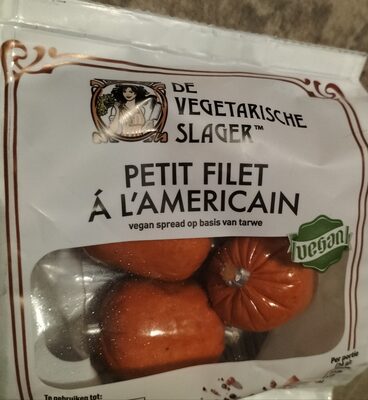 DE
VEGETARISCHE
SLAGER™
PETIT FILET
Á L'AMERICAIN
vegan spread op basis van tarwe
vegan
Per portie
Te gebruiken tot: